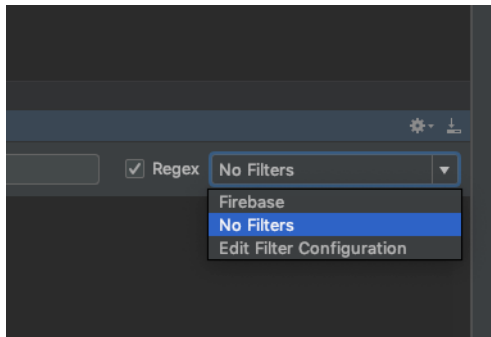 Regex No Filters
Firebase
No Filters
Edit Filter Configuration